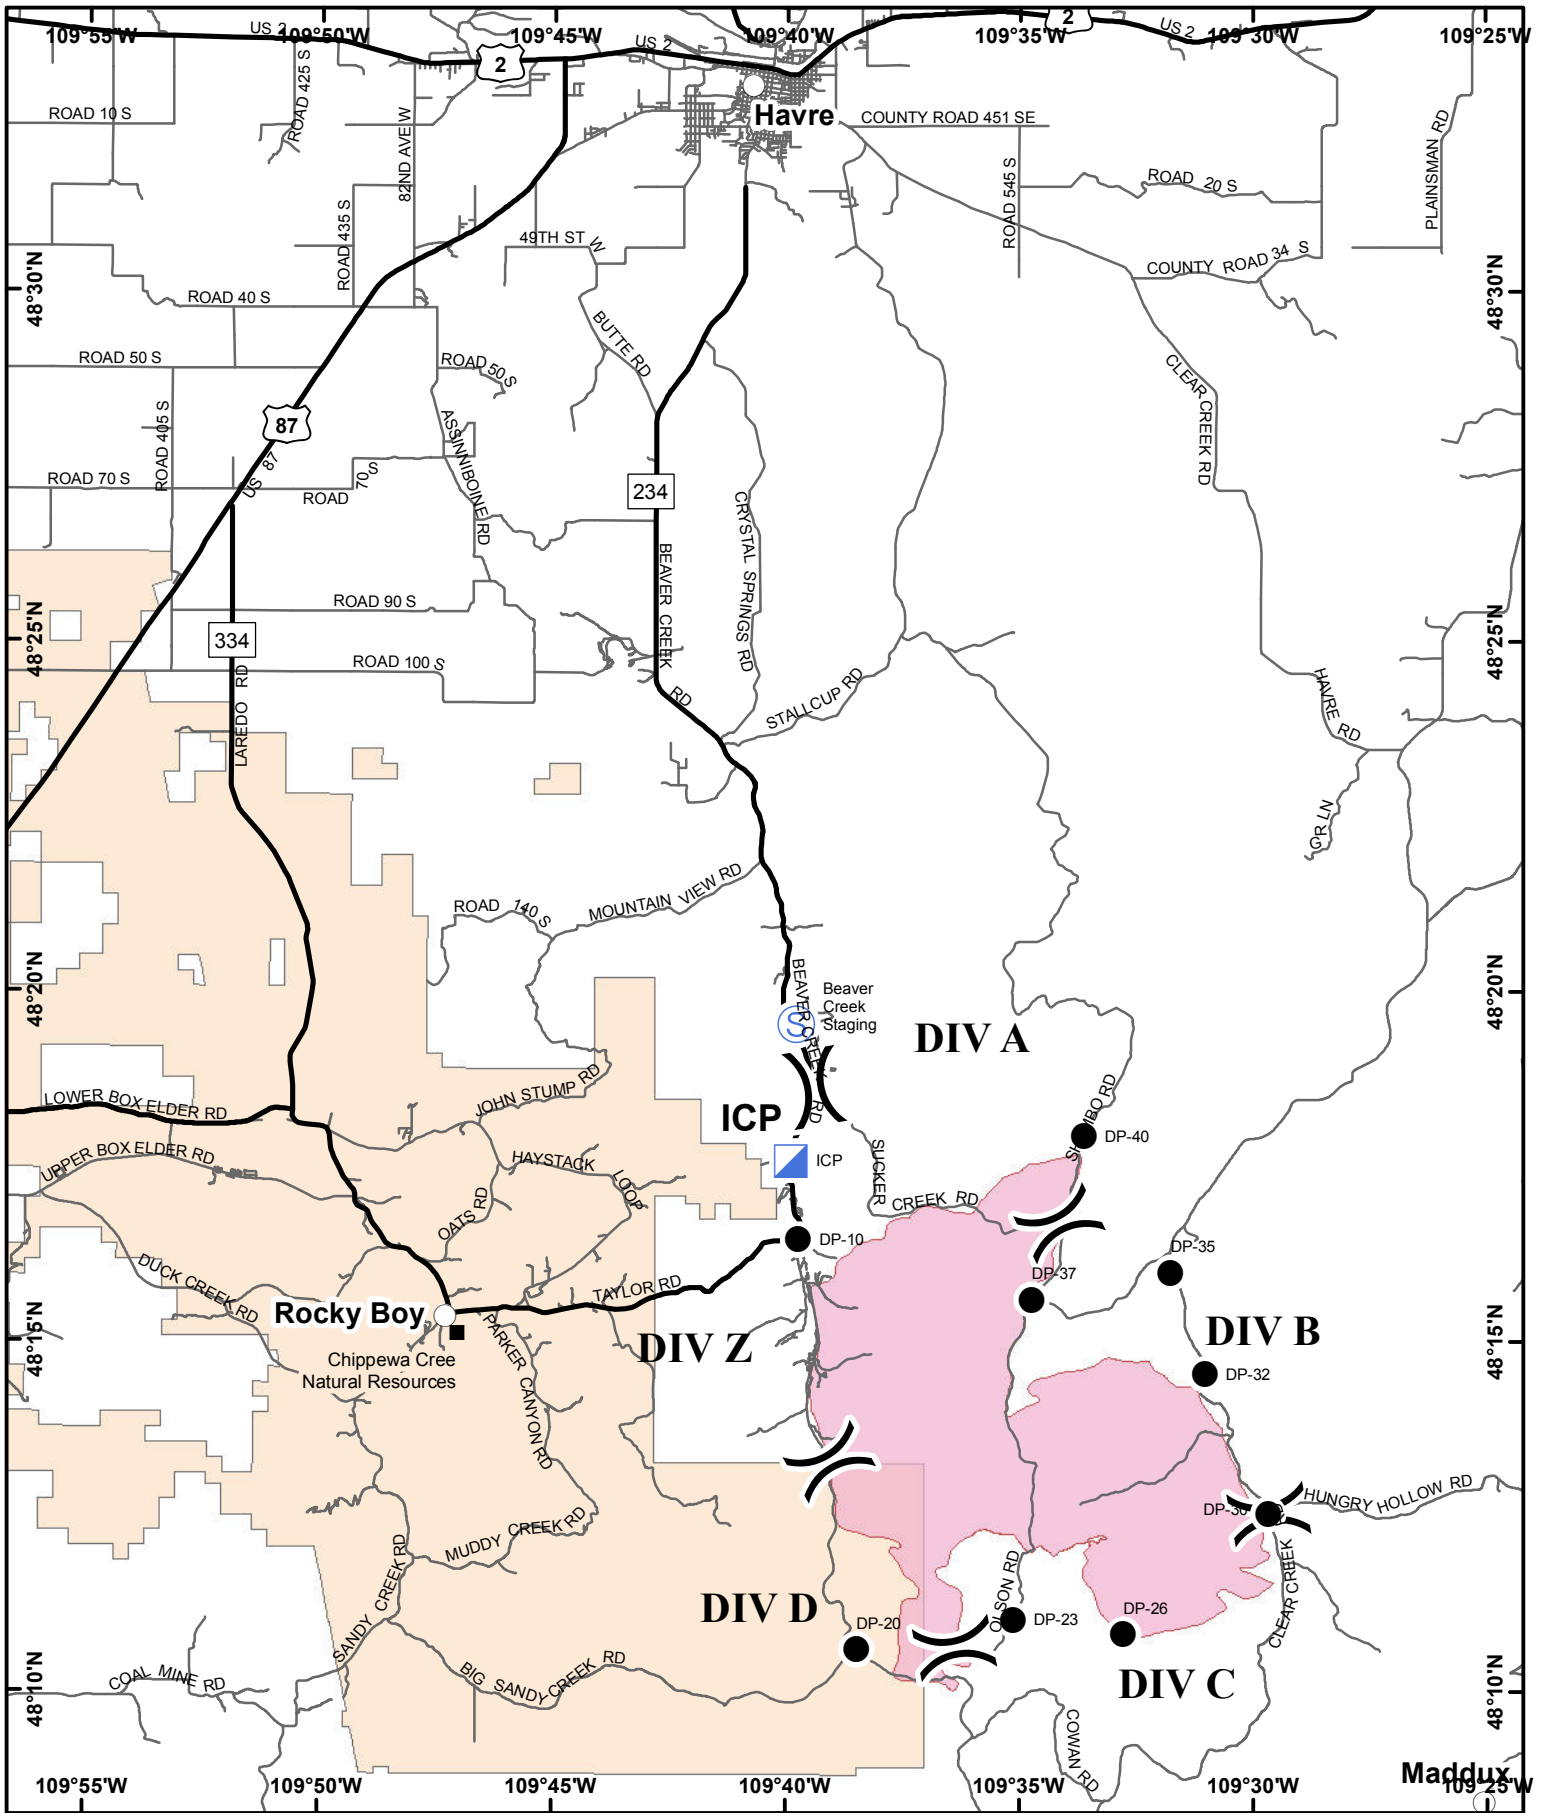 109°55'W
109°50'W
109°45'W
109°40'W
109°35'W
109°30'W
109°25'W
US 2
2
US 2
2
US 2
Havre
ROAD 10 S
ROAD 425 S
82ND AVE W
COUNTY ROAD 451 SE
PLAINSMAN RD
ROAD 545 S
ROAD 20 S
ROAD 435 S
49TH ST W
COUNTY ROAD 34 S
48°30'N
48°30'N
ROAD 40 S
BUTTE RD
ROAD 50 S
ROAD 50 S
CLEAR CREEK RD
87
ROAD 405 S
ASSINNIBOINE RD
US 87
ROAD 70 S
ROAD 70 S
234
CRYSTAL SPRINGS RD
BEAVER CREEK RD
ROAD 90 S
48°25'N
48°25'N
334
ROAD 100 S
LAREDO RD
STALLCUP RD
HAVRE RD
GR LN
MOUNTAIN VIEW RD
ROAD 140 S
48°20'N
48°20'N
BEAVER CREEK RD
Beaver
Creek
Staging
S
DIV A
LOWER BOX ELDER RD
JOHN STUMP RD
ICP
ICP
DP-40
UPPER BOX ELDER RD
HAYSTACK LOOP
SUCKER CREEK RD
OATS RD
DP-10
DP-35
DUCK CREEK RD
TAYLOR RD
DP-37
Rocky Boy
PARKER CANYON RD
DIV Z
DIV B
48°15'N
48°15'N
Chippewa Cree
Natural Resources
DP-32
HUNGRY HOLLOW RD
MUDDY CREEK RD
SANDY CREEK RD
OLSON RD
CLEAR CREEK
DIV D
DP-20
DP-23
DP-26
BIG SANDY CREEK RD
COAL MINE RD
DIV C
48°10'N
48°10'N
COWAN RD
Maddux
109°55'W
109°50'W
109°45'W
109°40'W
109°35'W
109°30'W
109°25'W